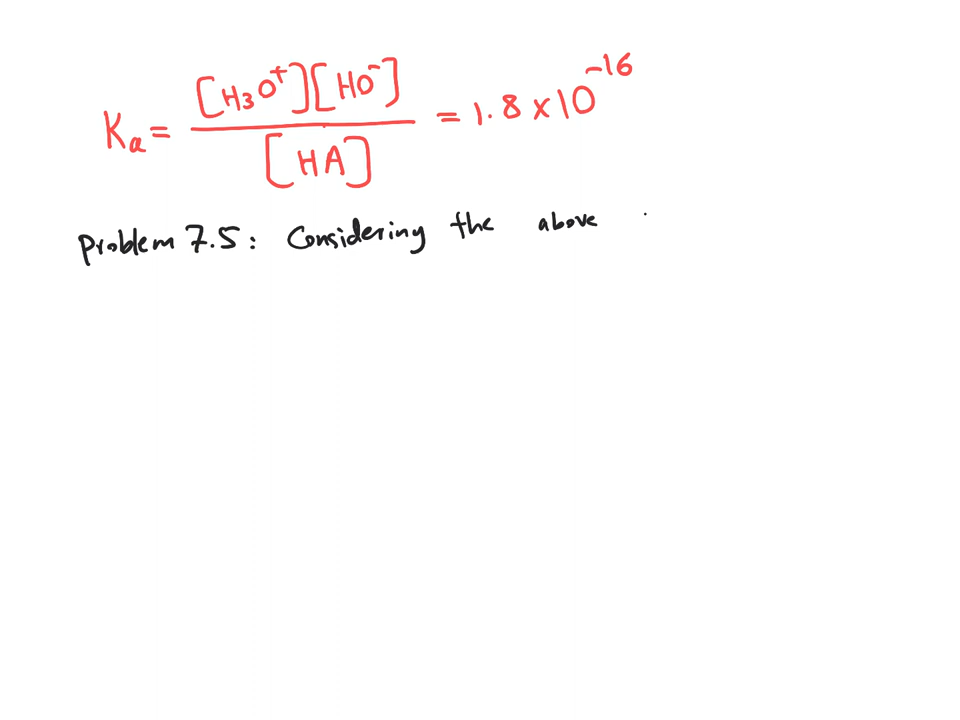 Ka = [H3O+][HO-] / [HA] = 1.8 x 10^-16
Problem 7.5: Considering the above